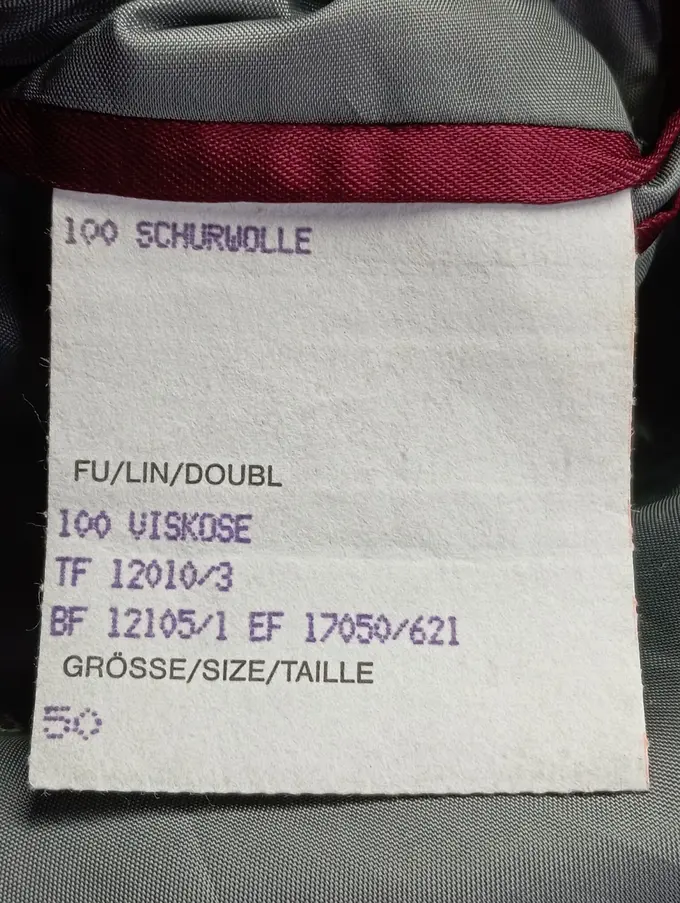 100 SCHURWOLLE
FU/LIN/DOUBL
100 VISKOSE
TF 12010/3
BF 12105/1 EF 17050/621
GRÖSSE/SIZE/TAILLE
50